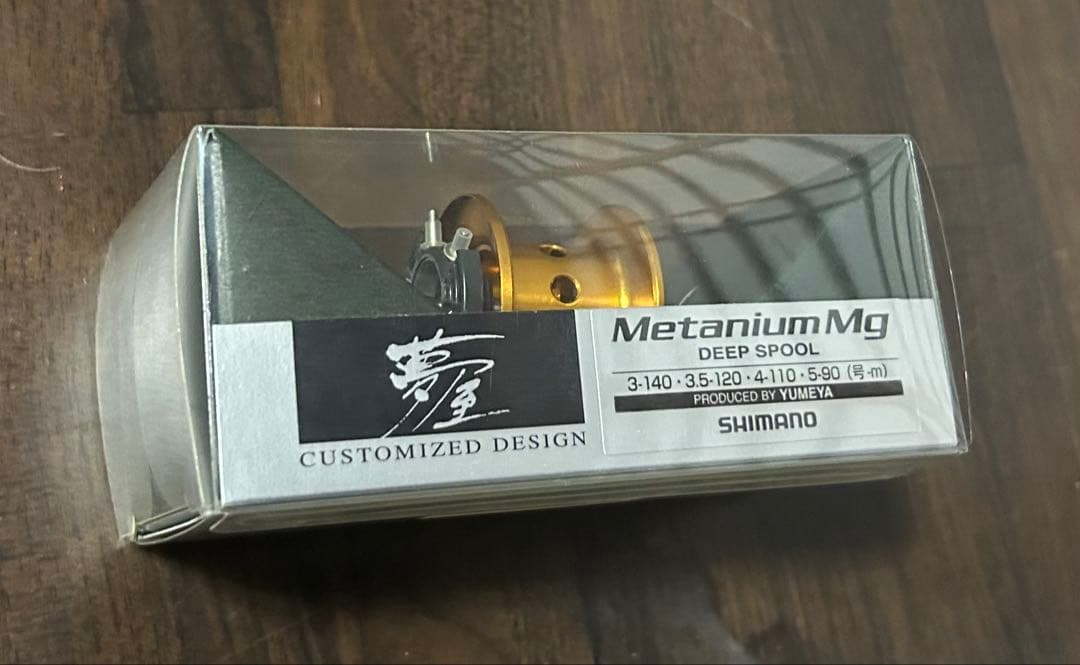 夢屋
CUSTOMIZED DESIGN
Metanium Mg
DEEP SPOOL
3-140・3.5-120・4-110・5-90 (号-m)
PRODUCED BY YUMEYA
SHIMANO